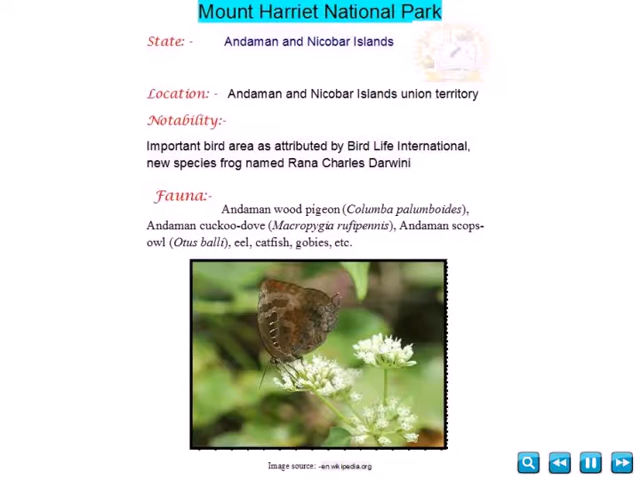 Mount Harriet National Park
State: - Andaman and Nicobar Islands
Location: - Andaman and Nicobar Islands union territory
Notability:-
Important bird area as attributed by Bird Life International,
new species frog named Rana Charles Darwini
Fauna:-
Andaman wood pigeon (Columba palumboides),
Andaman cuckoo-dove (Macropygia rufipennis), Andaman scops-
owl (Otus balli), eel, catfish, gobies, etc.
Image source: -en.wikipedia.org